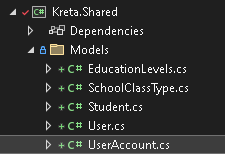 C# Kreta.Shared
Dependencies
Models
+ C# EducationLevels.cs
+ C# SchoolClassType.cs
+ C# Student.cs
+ C# User.cs
+ C# UserAccount.cs